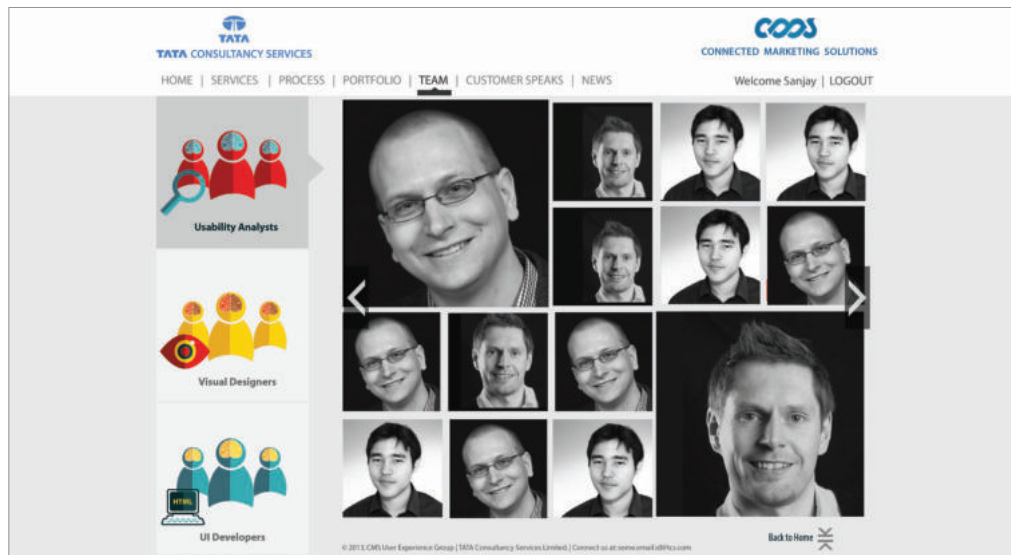 TATA
TATA CONSULTANCY SERVICES
COOS
CONNECTED MARKETING SOLUTIONS
HOME | SERVICES | PROCESS | PORTFOLIO | TEAM | CUSTOMER SPEAKS | NEWS
Welcome Sanjay | LOGOUT
Usability Analysts
Visual Designers
HTML
UI Developers
Back to Home
© 2013, CMS User Experience Group | TATA Consultancy Services Limited. | Connect us at: